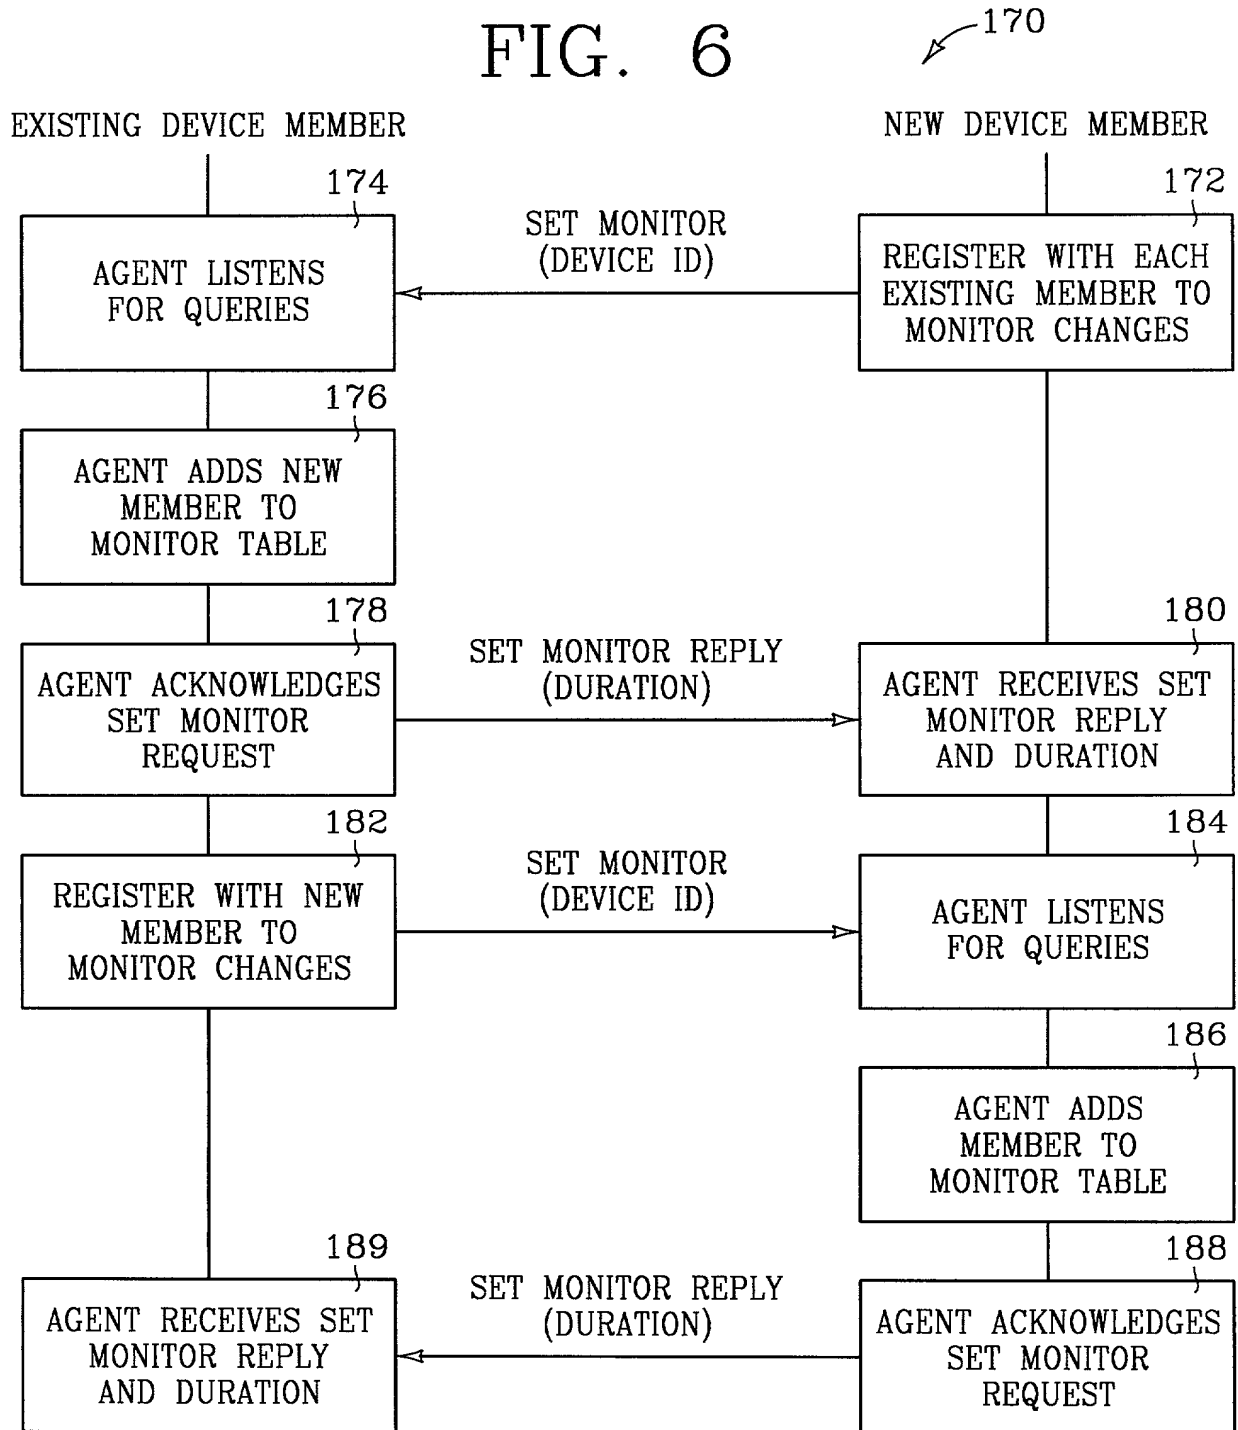 FIG. 6
170
EXISTING DEVICE MEMBER
NEW DEVICE MEMBER
174
AGENT LISTENS
FOR QUERIES
SET MONITOR
(DEVICE ID)
172
REGISTER WITH EACH
EXISTING MEMBER TO
MONITOR CHANGES
176
AGENT ADDS NEW
MEMBER TO
MONITOR TABLE
178
AGENT ACKNOWLEDGES
SET MONITOR
REQUEST
SET MONITOR REPLY
(DURATION)
180
AGENT RECEIVES SET
MONITOR REPLY
AND DURATION
182
REGISTER WITH NEW
MEMBER TO
MONITOR CHANGES
SET MONITOR
(DEVICE ID)
184
AGENT LISTENS
FOR QUERIES
186
AGENT ADDS
MEMBER TO
MONITOR TABLE
189
AGENT RECEIVES SET
MONITOR REPLY
AND DURATION
SET MONITOR REPLY
(DURATION)
188
AGENT ACKNOWLEDGES
SET MONITOR
REQUEST